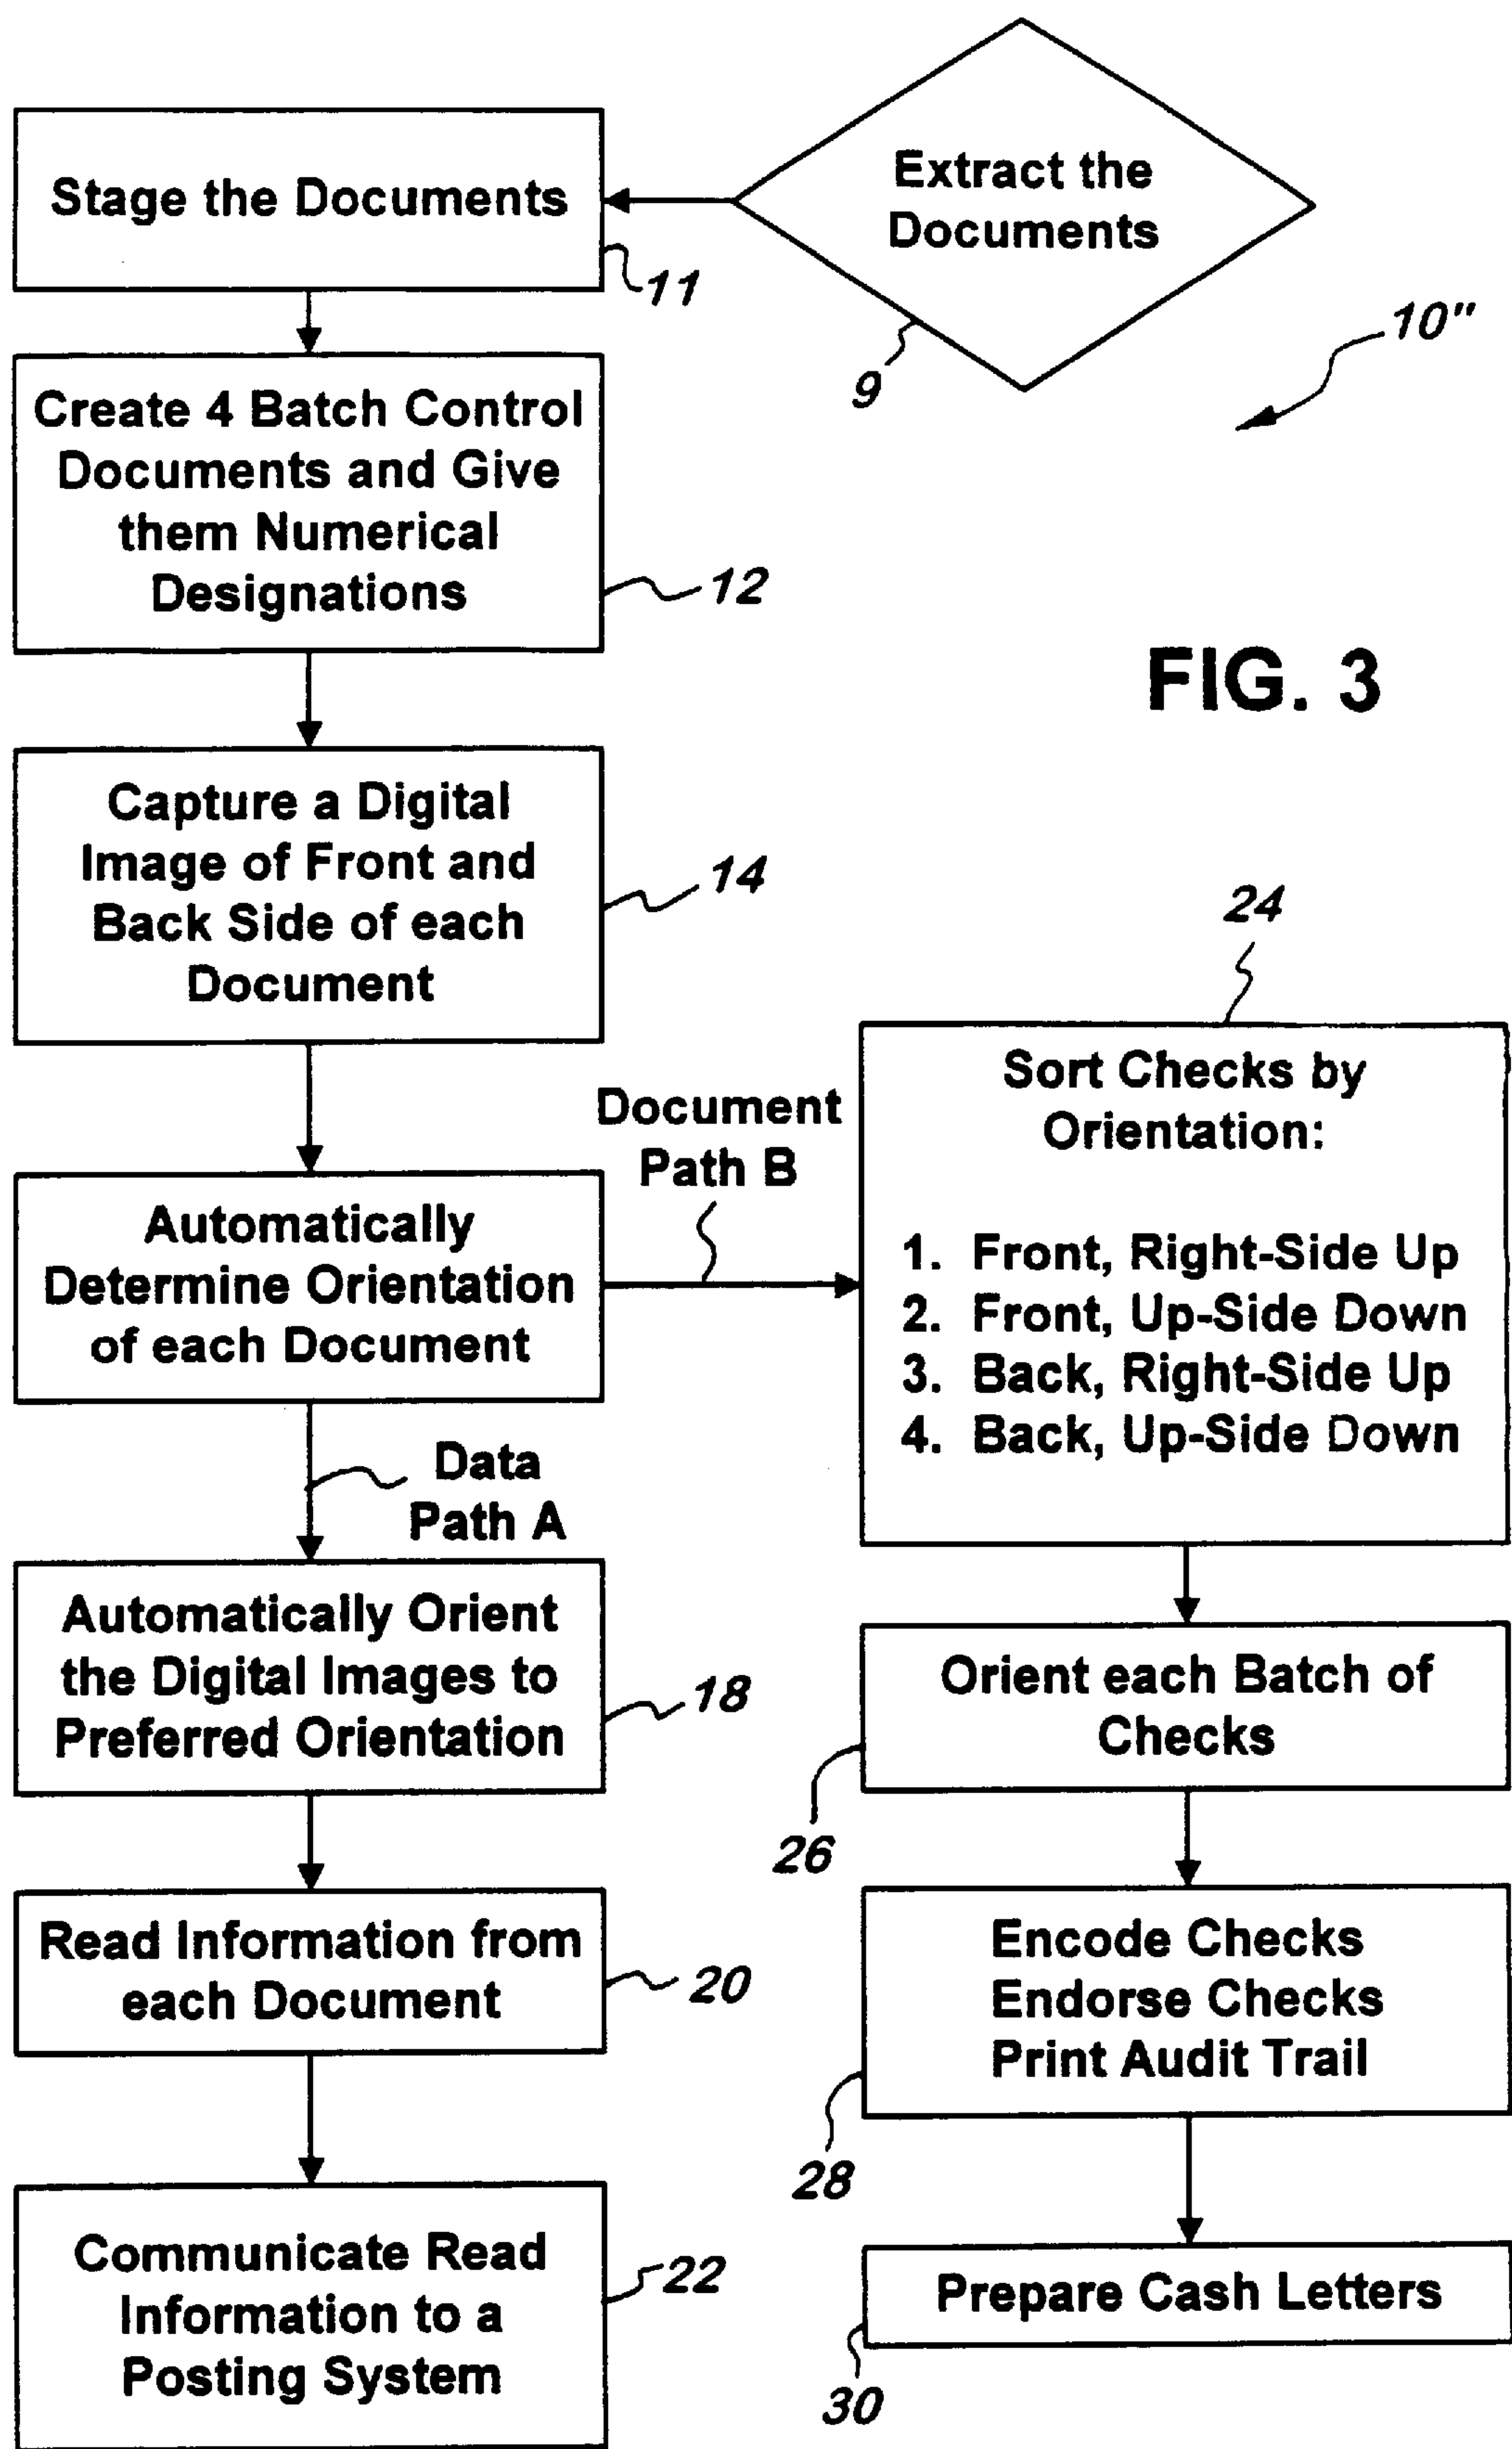 Extract the
Documents
9
10"
Stage the Documents
11
Create 4 Batch Control
Documents and Give
them Numerical
Designations
12
FIG. 3
Capture a Digital
Image of Front and
Back Side of each
Document
14
Automatically
Determine Orientation
of each Document
Document
Path B
Data
Path A
Automatically Orient
the Digital Images to
Preferred Orientation
18
Read Information from
each Document
20
Communicate Read
Information to a
Posting System
22
24
Sort Checks by
Orientation:
1. Front, Right-Side Up
2. Front, Up-Side Down
3. Back, Right-Side Up
4. Back, Up-Side Down
Orient each Batch of
Checks
26
Encode Checks
Endorse Checks
Print Audit Trail
28
Prepare Cash Letters
30